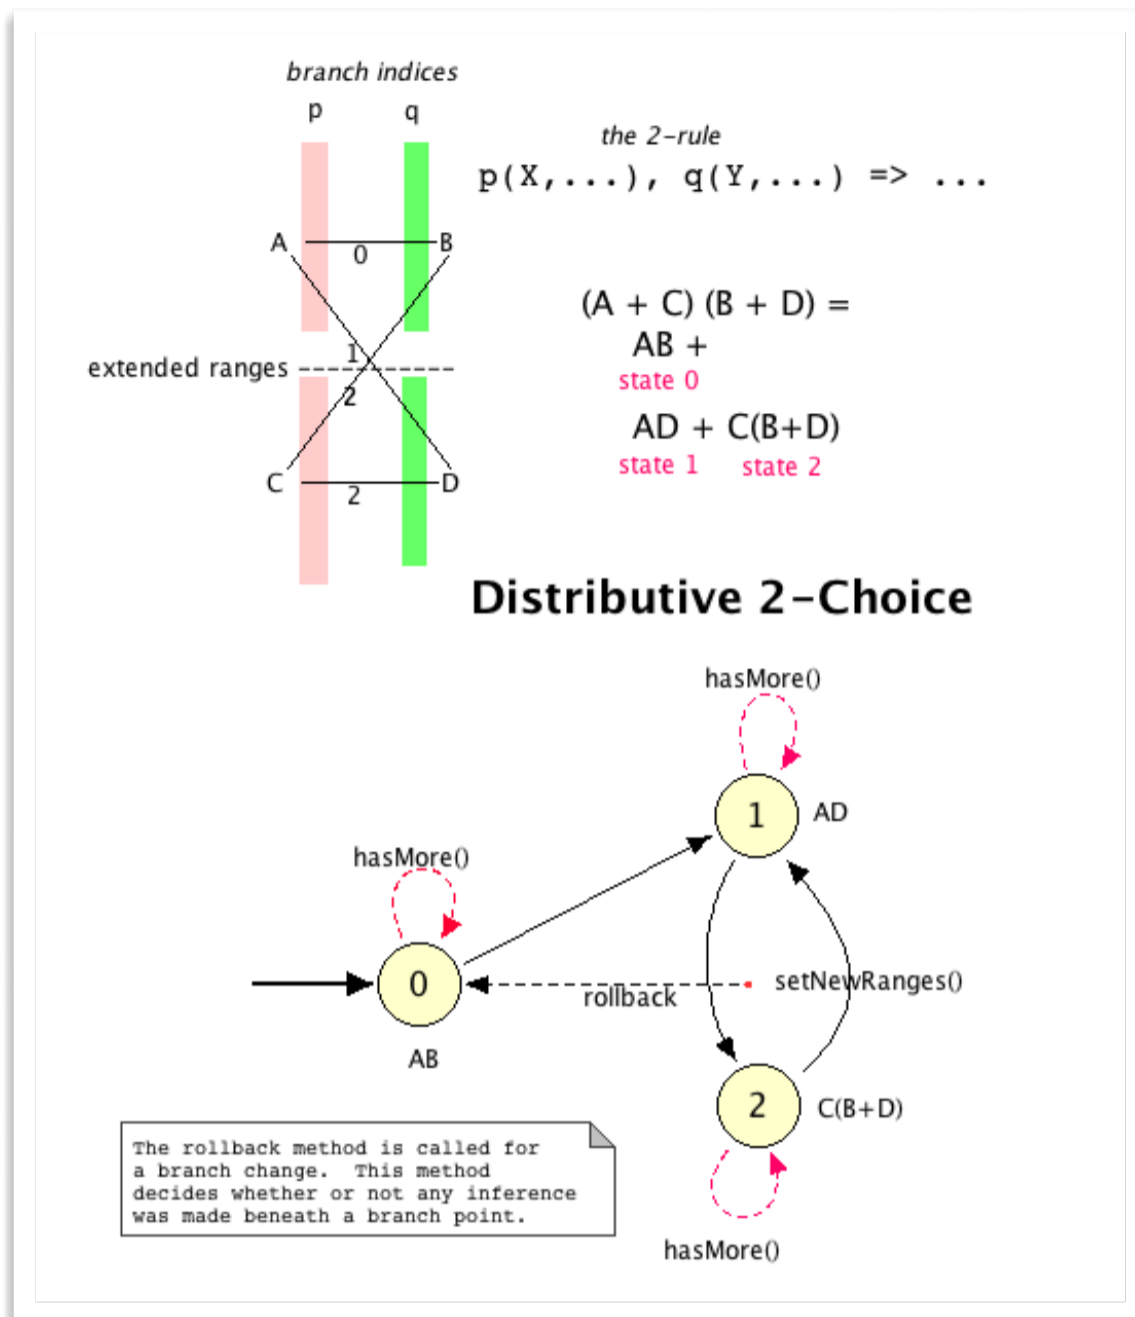 branch indices
p q
the 2-rule
p(X,...), q(Y,...) => ...
A 0 B
(A + C) (B + D) =
AB +
state 0
1
extended ranges
2
AD + C(B+D)
state 1 state 2
C 2 D
Distributive 2-Choice
hasMore()
1 AD
hasMore()
0
AB
rollback
setNewRanges()
2 C(B+D)
hasMore()
The rollback method is called for
a branch change. This method
decides whether or not any inference
was made beneath a branch point.